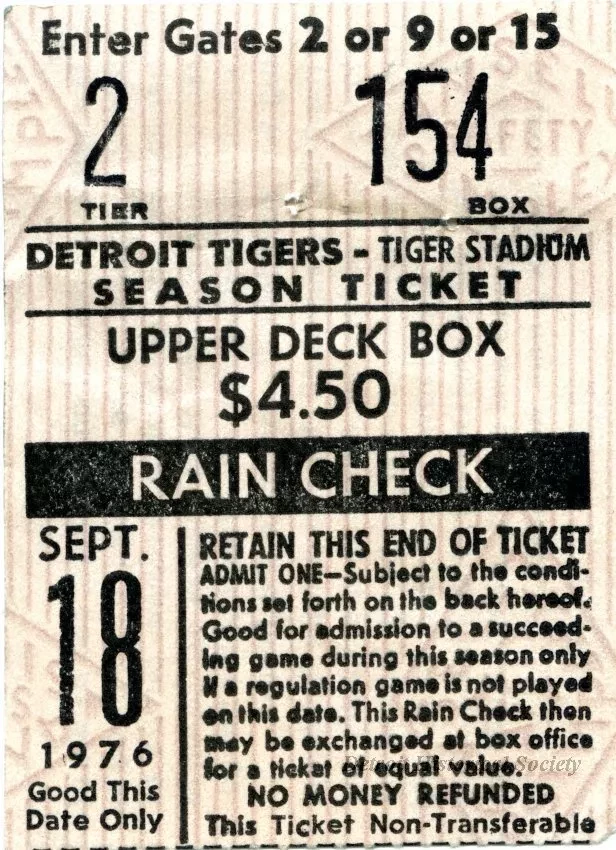 Enter Gates 2 or 9 or 15
2 154
TIER BOX
DETROIT TIGERS - TIGER STADIUM
SEASON TICKET
UPPER DECK BOX
$4.50
RAIN CHECK
SEPT.
18
1976
Good This
Date Only
RETAIN THIS END OF TICKET
ADMIT ONE—Subject to the condi-
tions set forth on the back hereof.
Good for admission to a succeed-
ing game during this season only
if a regulation game is not played
on this date. This Rain Check then
may be exchanged at box office
for a ticket of equal value.
NO MONEY REFUNDED
This Ticket Non-Transferable
Detroit Historical Society